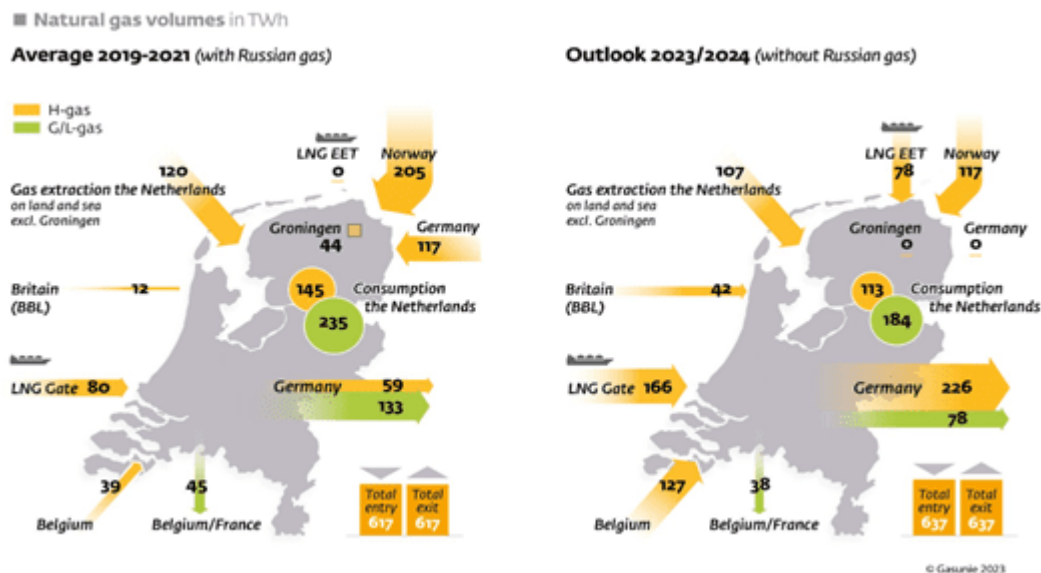 Natural gas volumes in TWh
Average 2019-2021 (with Russian gas)
H-gas
G/L-gas
LNG EET
0
Norway
205
120
Gas extraction the Netherlands
on land and sea
excl. Groningen
Groningen
44
Germany
117
Britain
(BBL)
12
145
Consumption
the Netherlands
235
LNG Gate 80
Germany
59
133
39
Belgium
45
Belgium/France
Total
entry
617
Total
exit
617
Outlook 2023/2024 (without Russian gas)
LNG EET
78
Norway
117
107
Gas extraction the Netherlands
on land and sea
excl. Groningen
Groningen
0
Germany
0
Britain
(BBL)
42
113
Consumption
the Netherlands
184
LNG Gate 166
Germany
226
78
127
Belgium
38
Belgium/France
Total
entry
637
Total
exit
637
© Gasunie 2023